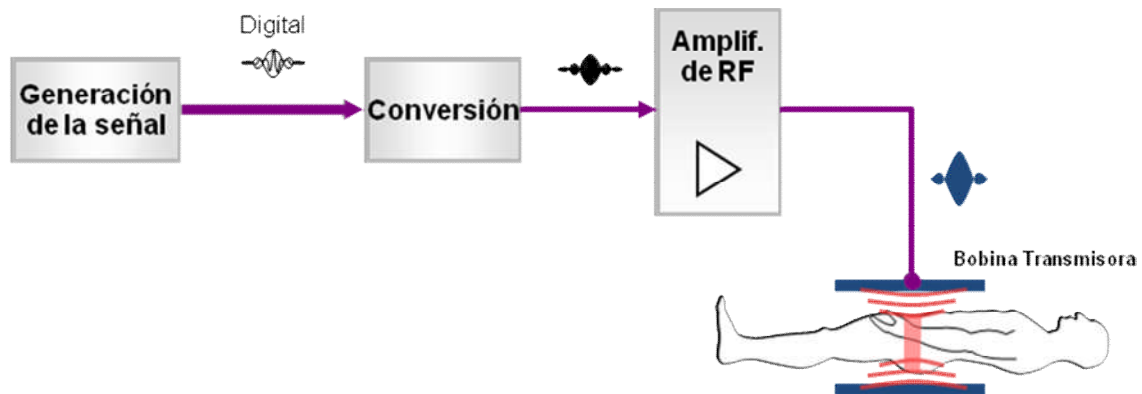 Digital
Generación
de la señal
Conversión
Amplif.
de RF
Bobina Transmisora